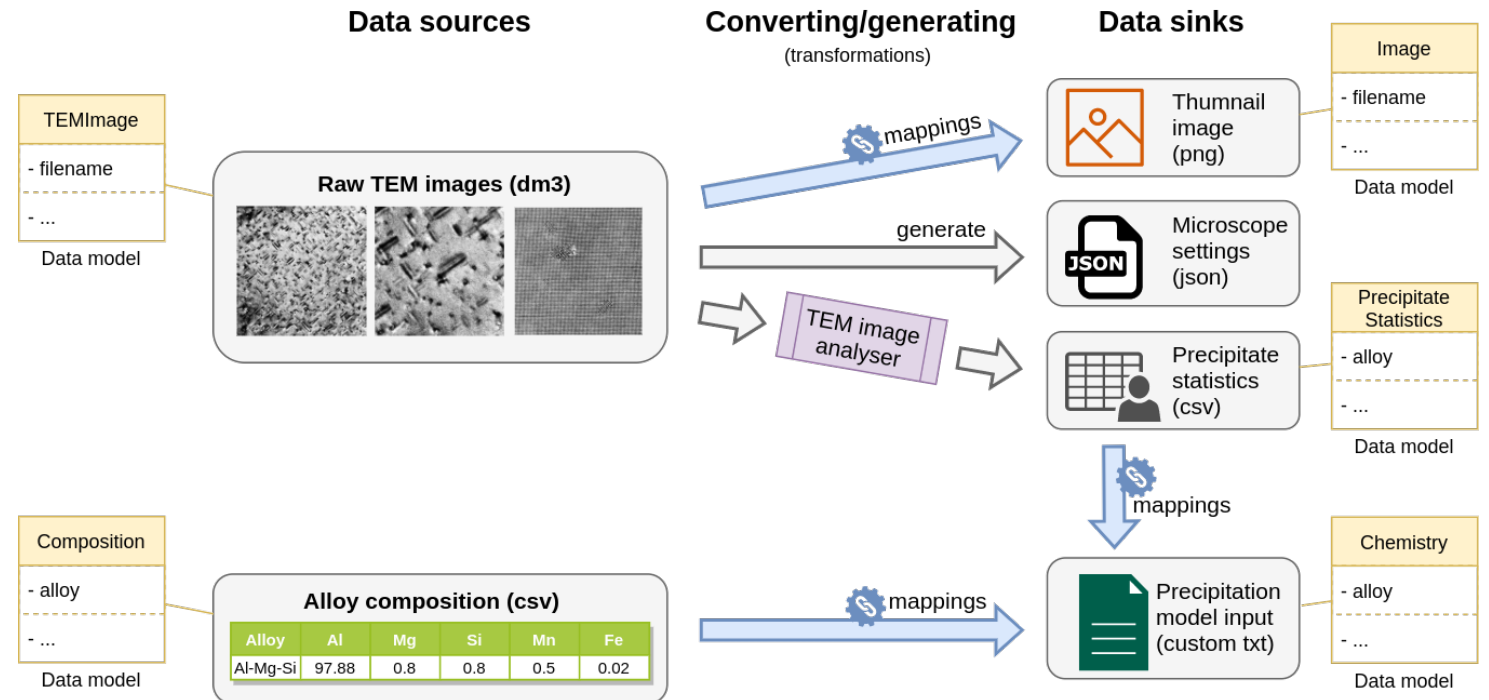 Data sources
Converting/generating
(transformations)
Data sinks
TEMImage
- filename
- ...
Data model
Raw TEM images (dm3)
mappings
generate
TEM image
analyser
Thumnail
image
(png)
Image
- filename
- ...
Data model
JSON
Microscope
settings
(json)
Precipitate
statistics
(csv)
Precipitate
Statistics
- alloy
- ...
Data model
mappings
Composition
- alloy
- ...
Data model
Alloy composition (csv)
Alloy Al Mg Si Mn Fe
Al-Mg-Si 97.88 0.8 0.8 0.5 0.02
mappings
Precipitation
model input
(custom txt)
Chemistry
- alloy
- ...
Data model